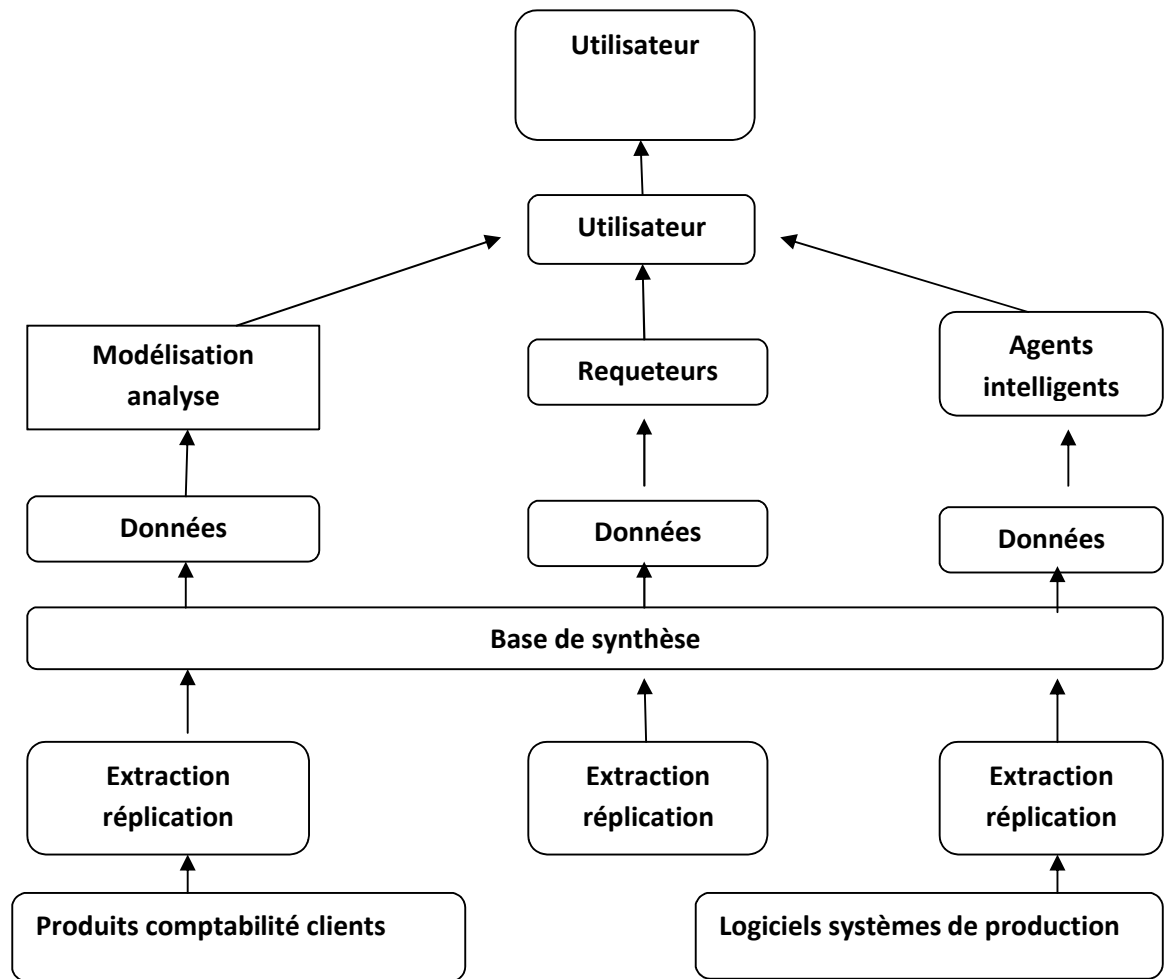 Utilisateur
Utilisateur
Modélisation
analyse
Requeteurs
Agents
intelligents
Données
Données
Données
Base de synthèse
Extraction
réplication
Extraction
réplication
Extraction
réplication
Produits comptabilité clients
Logiciels systèmes de production